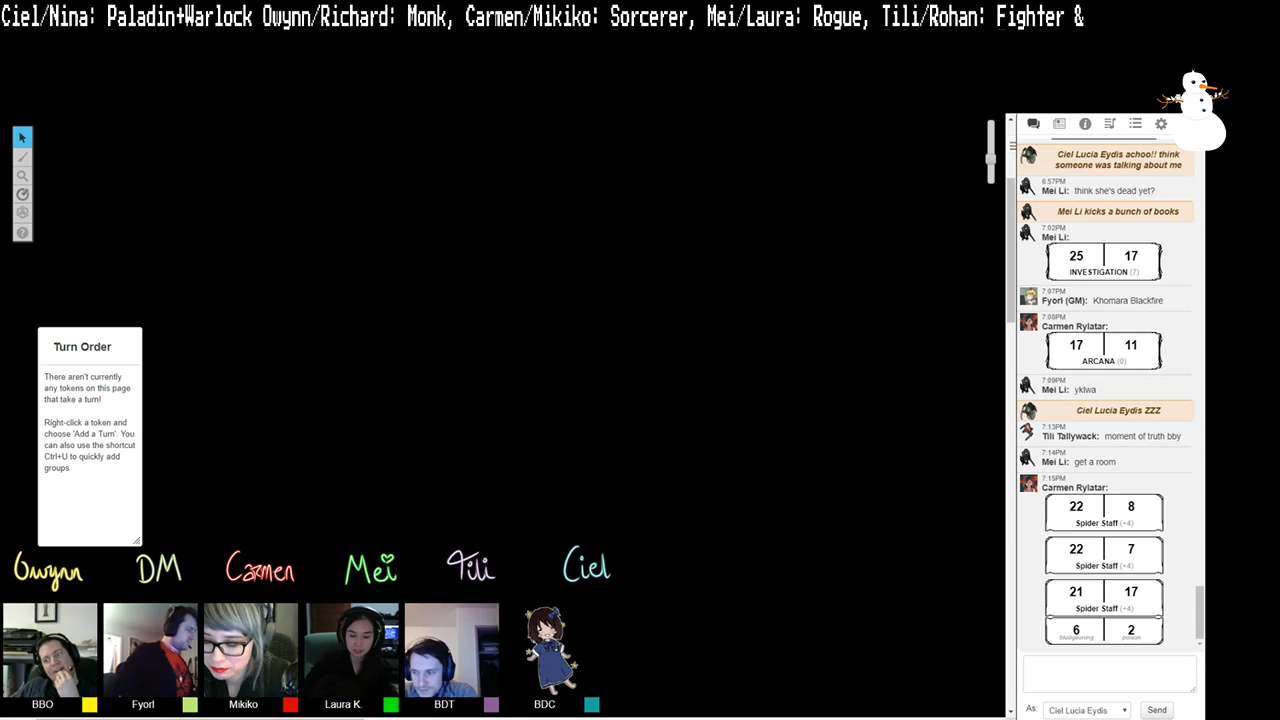 Ciel/Nina: Paladin+Warlock Owynn/Richard: Monk, Carmen/Mikiko: Sorcerer, Mei/Laura: Rogue, Tili/Rohan: Fighter &
Ciel Lucia Eydis achoo!! think
someone was talking about me
6:57PM
Mei Li: think she's dead yet?
Mei Li kicks a bunch of books
7:02PM
Mei Li:
25 17
INVESTIGATION (7)
7:07PM
Fyorl (GM): Khomara Blackfire
7:08PM
Carmen Rylatar:
17 11
ARCANA (0)
7:09PM
Mei Li: yklwa
Ciel Lucia Eydis ZZZ
7:13PM
Tili Tallywack: moment of truth bby
7:14PM
Mei Li: get a room
7:15PM
Carmen Rylatar:
22 8
Spider Staff (+4)
22 7
Spider Staff (+4)
21 17
Spider Staff (+4)
6 2
bludgeoning poison
As: Ciel Lucia Eydis Send
Turn Order
There aren't currently
any tokens on this page
that take a turn!
Right-click a token and
choose 'Add a Turn'. You
can also use the shortcut
Ctrl+U to quickly add
groups.
Owynn DM Carmen Mei Tili Ciel
BBO Fyorl Mikiko Laura K. BDT BDC